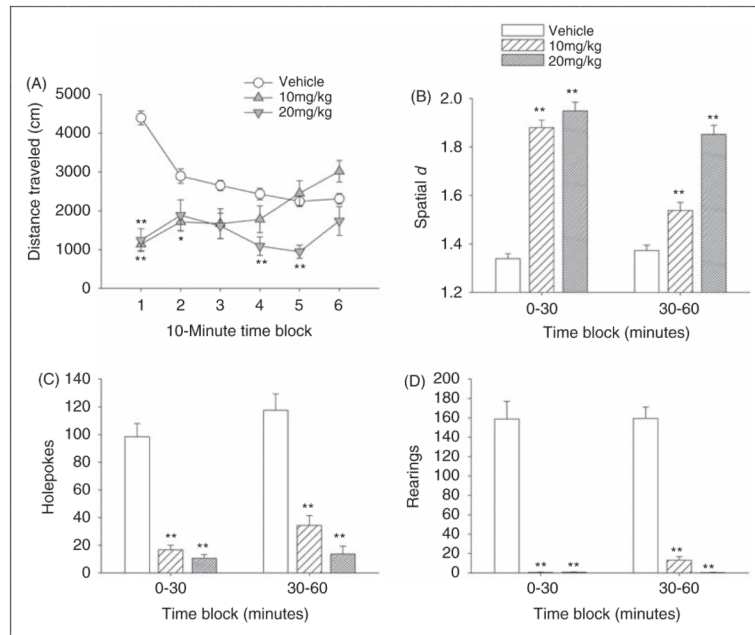 Vehicle
10mg/kg
20mg/kg
(A)
Vehicle
10mg/kg
20mg/kg
5000
4000
3000
2000
1000
0
Distance traveled (cm)
**
**
*
**
**
1 2 3 4 5 6
10-Minute time block
(B)
2.0
1.8
1.6
1.4
1.2
Spatial d
**
**
**
**
0-30 30-60
Time block (minutes)
(C)
140
120
100
80
60
40
20
0
Holepokes
**
**
**
**
0-30 30-60
Time block (minutes)
(D)
200
180
160
140
120
100
80
60
40
20
0
Rearings
**
**
**
**
0-30 30-60
Time block (minutes)